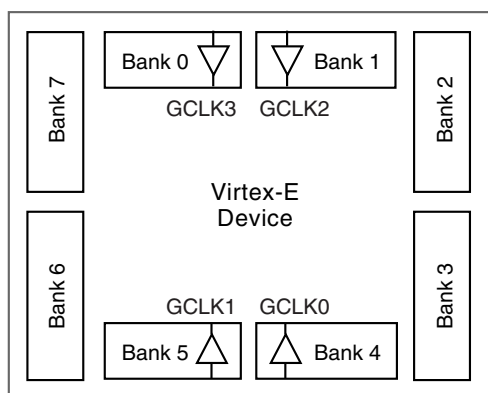 Bank 0
Bank 1
GCLK3
GCLK2
Bank 7
Bank 2
Virtex-E
Device
Bank 6
Bank 3
GCLK1
GCLK0
Bank 5
Bank 4